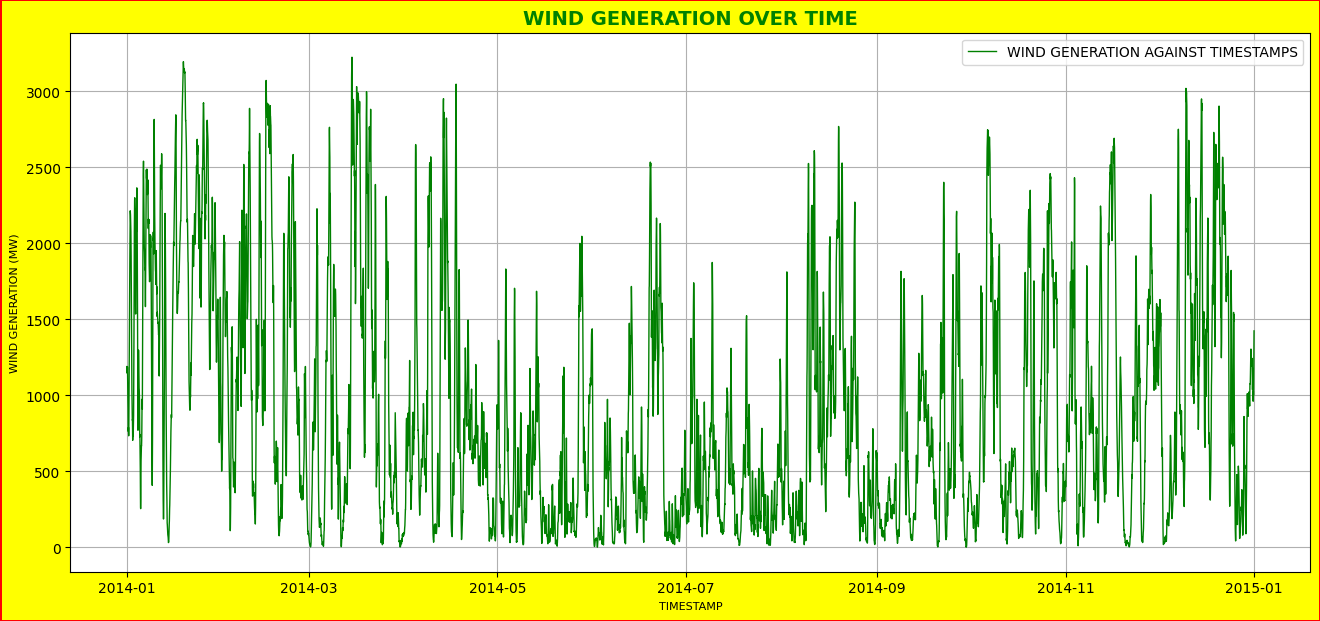 WIND GENERATION OVER TIME
WIND GENERATION AGAINST TIMESTAMPS
WIND GENERATION (MW)
3000
2500
2000
1500
1000
500
0
2014-01 2014-03 2014-05 2014-07 2014-09 2014-11 2015-01
TIMESTAMP